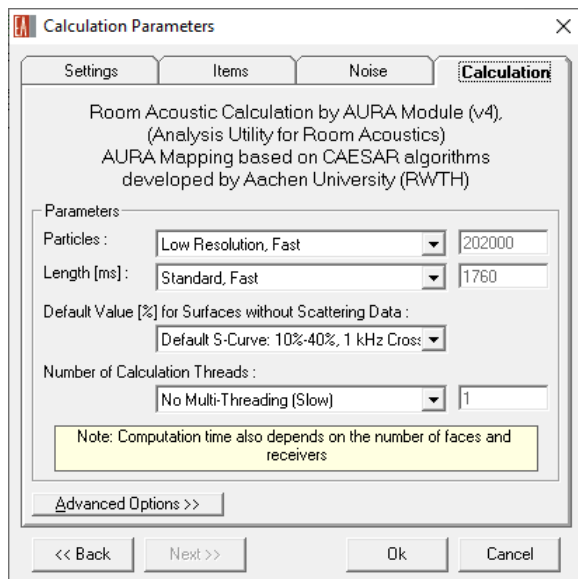 EA
Calculation Parameters
Settings
Items
Noise
Calculation
Room Acoustic Calculation by AURA Module (v4),
(Analysis Utility for Room Acoustics)
AURA Mapping based on CAESAR algorithms
developed by Aachen University (RWTH)
Parameters
Particles :
Low Resolution, Fast
202000
Length [ms] :
Standard, Fast
1760
Default Value [%] for Surfaces without Scattering Data :
Default S-Curve: 10%-40%, 1 kHz Cross
Number of Calculation Threads :
No Multi-Threading (Slow)
1
Note: Computation time also depends on the number of faces and
receivers
Advanced Options >>
<< Back
Next >>
Ok
Cancel